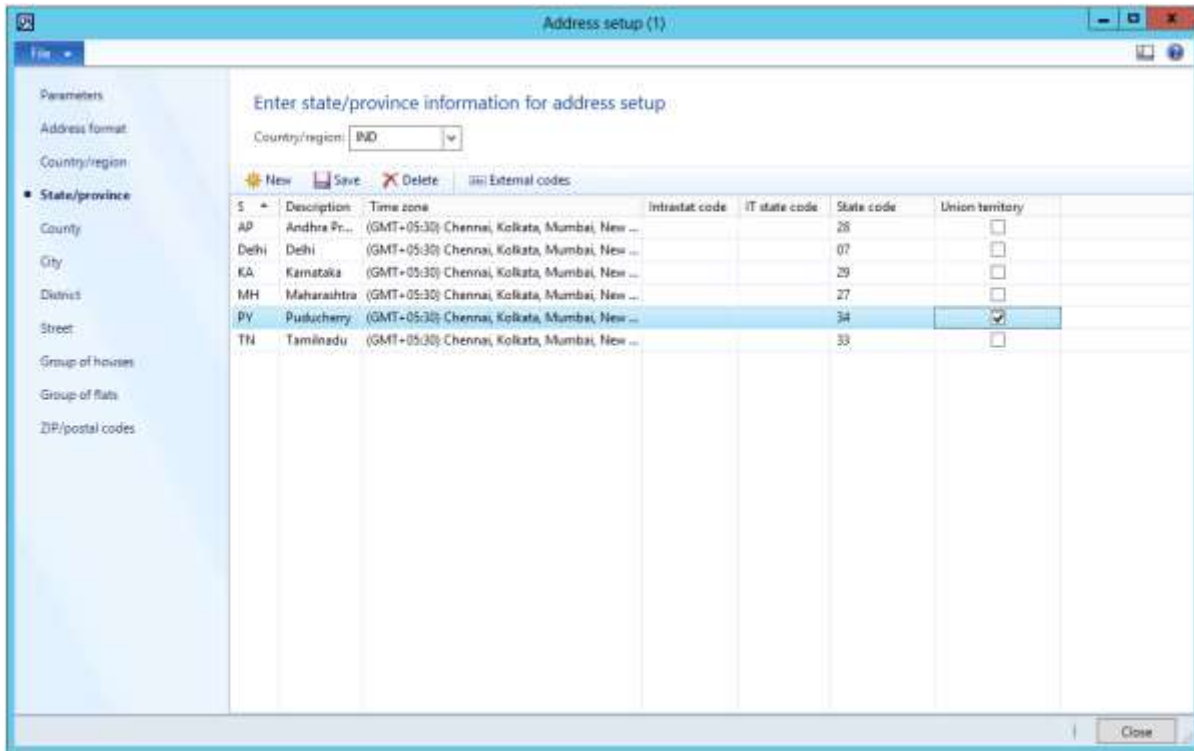 Address setup (1)
File
Parameters
Address format
Country/region
State/province
County
City
District
Street
Group of houses
Group of flats
ZIP/postal codes
Enter state/province information for address setup
Country/region: IND
New Save Delete External codes
S Description Time zone Intrastat code IT state code State code Union territory
AP Andhra Pr... (GMT+05:30) Chennai, Kolkata, Mumbai, New ... 28
Delhi Delhi (GMT+05:30) Chennai, Kolkata, Mumbai, New ... 07
KA Karnataka (GMT+05:30) Chennai, Kolkata, Mumbai, New ... 29
MH Maharashtra (GMT+05:30) Chennai, Kolkata, Mumbai, New ... 27
PY Puducherry (GMT+05:30) Chennai, Kolkata, Mumbai, New ... 34
TN Tamilnadu (GMT+05:30) Chennai, Kolkata, Mumbai, New ... 33
Close